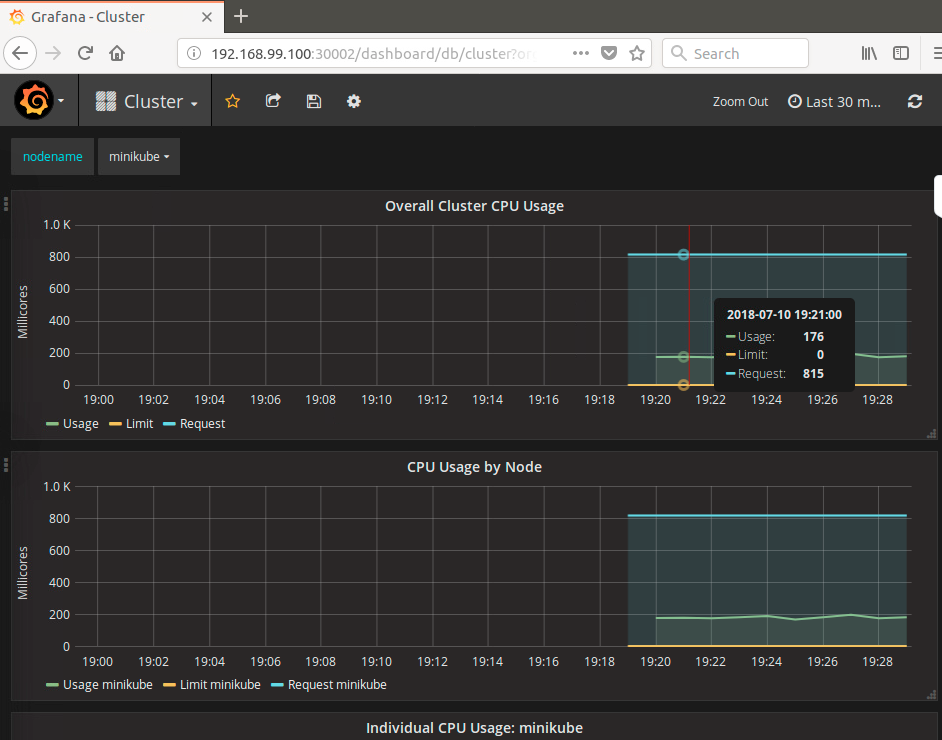 Grafana - Cluster
192.168.99.100:30002/dashboard/db/cluster?or
Search
Cluster
Zoom Out
Last 30 m...
nodename
minikube
Overall Cluster CPU Usage
Millicores
1.0 K
800
600
400
200
0
19:00 19:02 19:04 19:06 19:08 19:10 19:12 19:14 19:16 19:18 19:20 19:22 19:24 19:26 19:28
2018-07-10 19:21:00
Usage: 176
Limit: 0
Request: 815
Usage Limit Request
CPU Usage by Node
Millicores
1.0 K
800
600
400
200
0
19:00 19:02 19:04 19:06 19:08 19:10 19:12 19:14 19:16 19:18 19:20 19:22 19:24 19:26 19:28
Usage minikube Limit minikube Request minikube
Individual CPU Usage: minikube